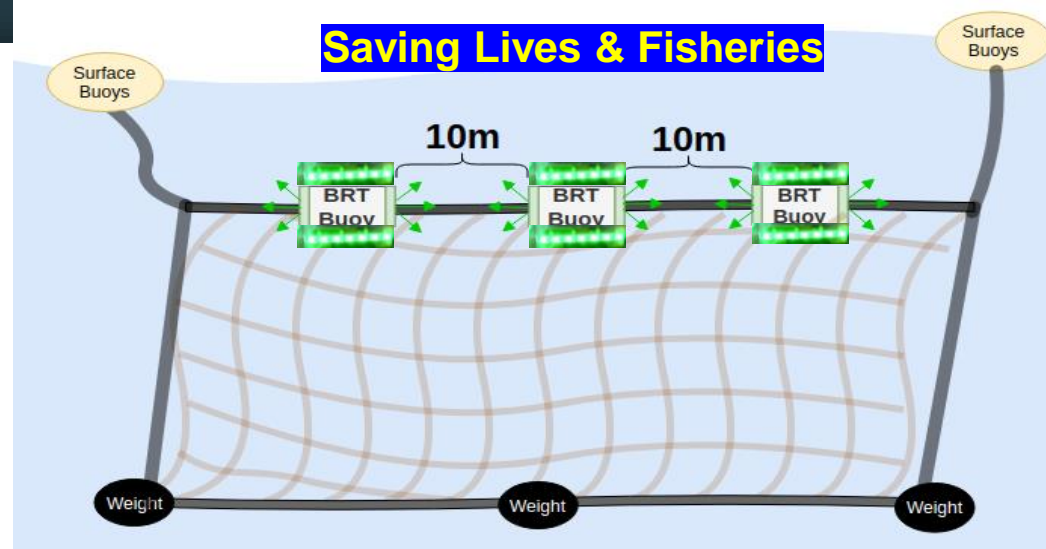 Saving Lives & Fisheries
Surface
Buoys
Surface
Buoys
10m
10m
BRT
Buoy
BRT
Buoy
BRT
Buoy
Weight
Weight
Weight